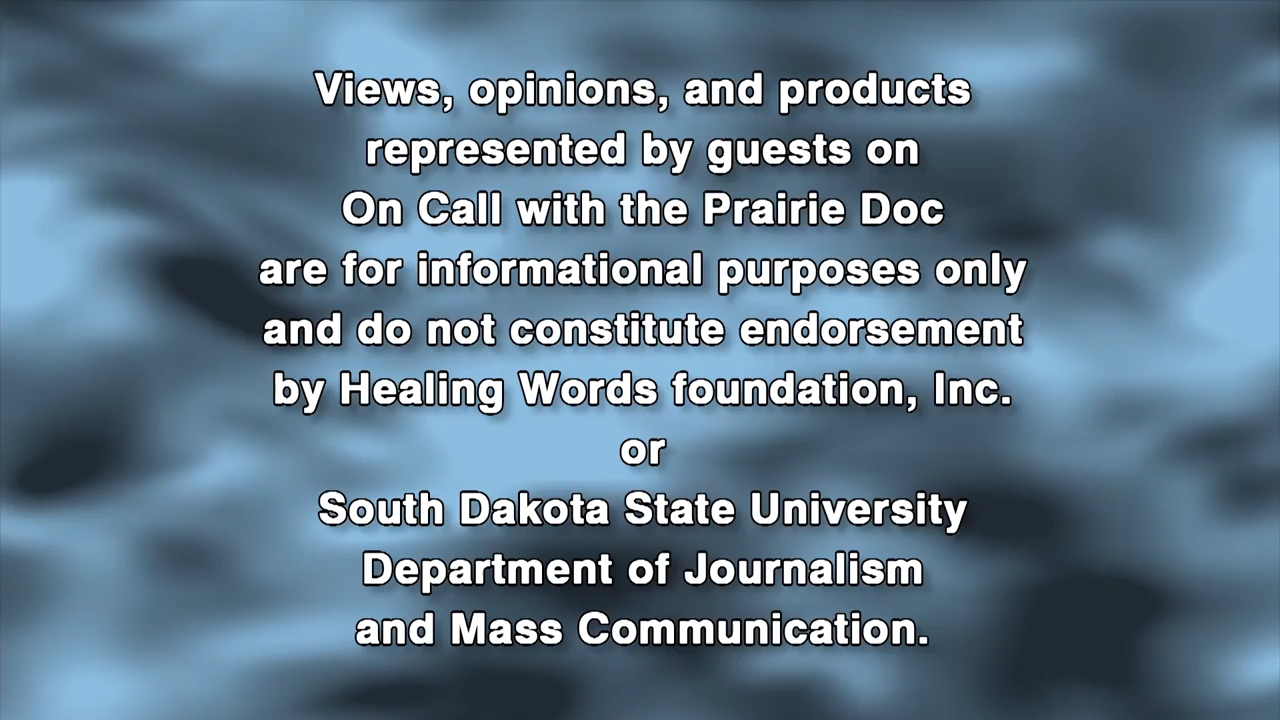 Views, opinions, and products
represented by guests on
On Call with the Prairie Doc
are for informational purposes only
and do not constitute endorsement
by Healing Words foundation, Inc.
or
South Dakota State University
Department of Journalism
and Mass Communication.